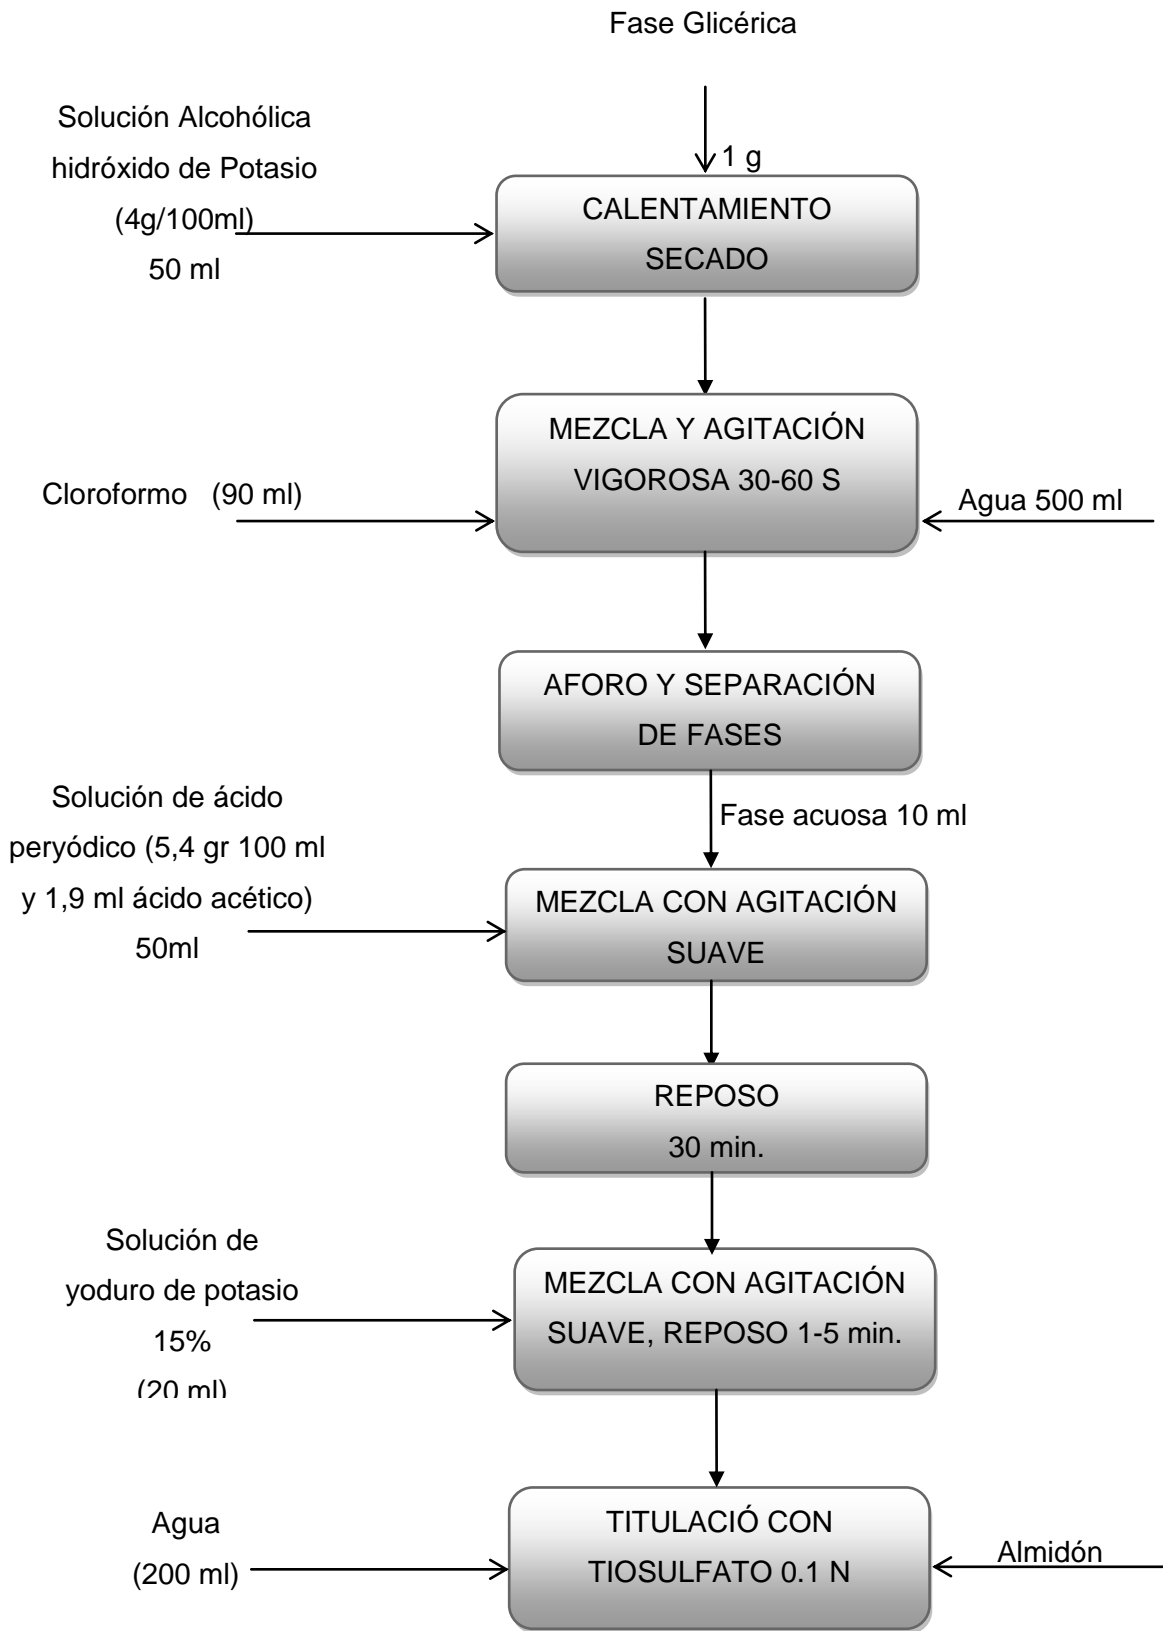 Fase Glicérica
Solución Alcohólica
hidróxido de Potasio
(4g/100ml)
50 ml
1 g
CALENTAMIENTO
SECADO
MEZCLA Y AGITACIÓN
VIGOROSA 30-60 S
Cloroformo (90 ml)
Agua 500 ml
AFORO Y SEPARACIÓN
DE FASES
Fase acuosa 10 ml
Solución de ácido
peryódico (5,4 gr 100 ml
y 1,9 ml ácido acético)
50ml
MEZCLA CON AGITACIÓN
SUAVE
REPOSO
30 min.
Solución de
yoduro de potasio
15%
(20 ml)
MEZCLA CON AGITACIÓN
SUAVE, REPOSO 1-5 min.
Agua
(200 ml)
TITULACIÓ CON
TIOSULFATO 0.1 N
Almidón